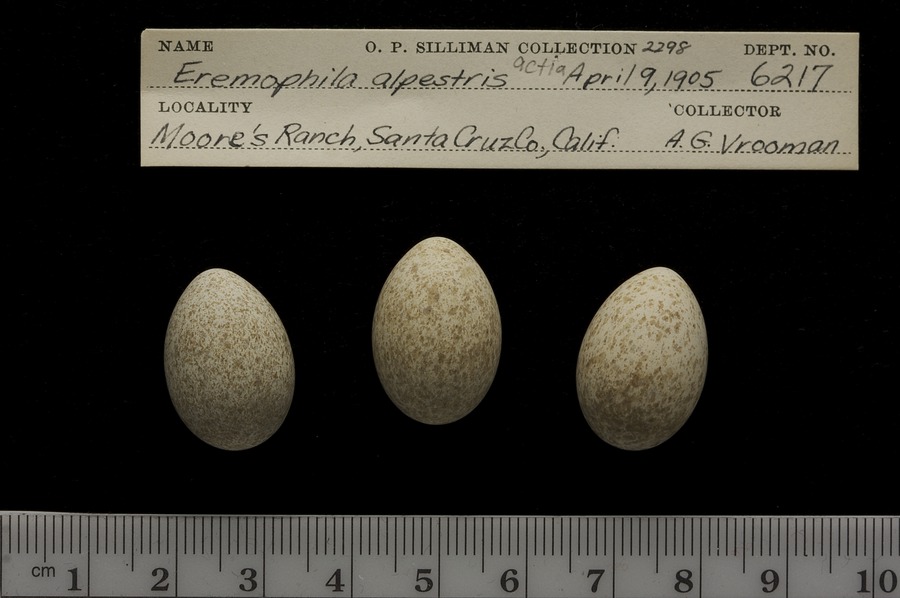 NAME O. P. SILLIMAN COLLECTION 2298 DEPT. NO.
Eremophila alpestris actia April 9, 1905 6217
LOCALITY COLLECTOR
Moore's Ranch, Santa Cruz Co., Calif. A. G. Vrooman
cm 1 2 3 4 5 6 7 8 9 10